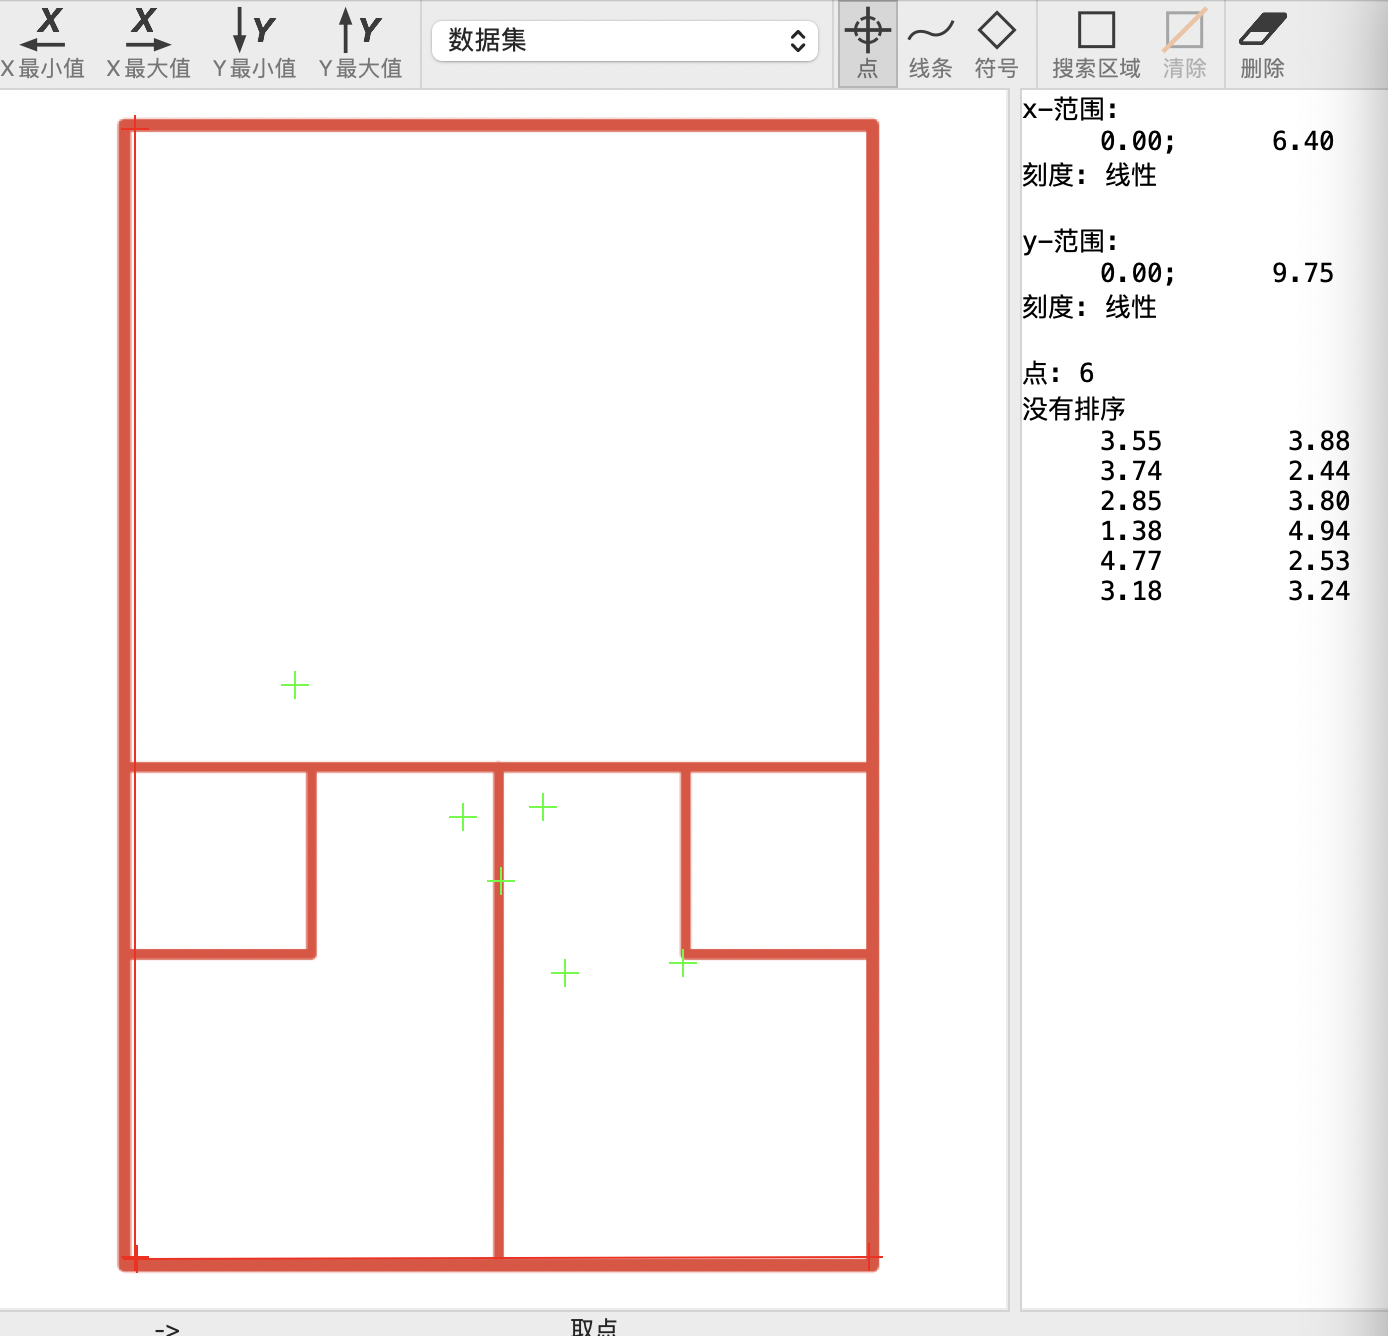 X X Y Y
X 最小值 X 最大值 Y 最小值 Y 最大值 数据集 点 线条 符号 搜索区域 清除 删除
x-范围:
0.00; 6.40
刻度: 线性
y-范围:
0.00; 9.75
刻度: 线性
点: 6
没有排序
3.55 3.88
3.74 2.44
2.85 3.80
1.38 4.94
4.77 2.53
3.18 3.24
-> 取点